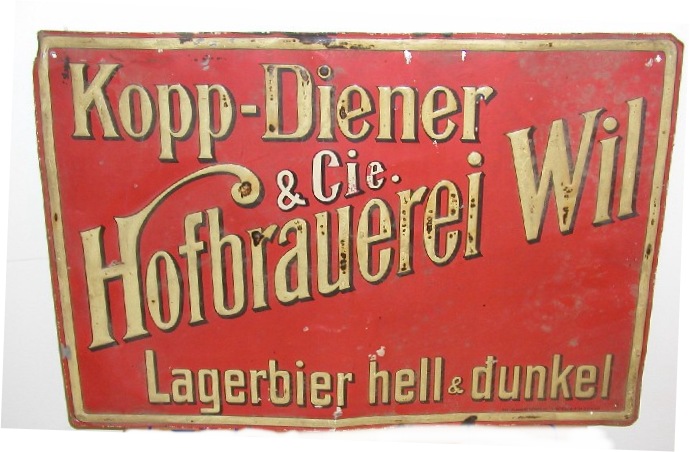 Kopp-Diener
& Cie.
Hofbrauerei Wil
Lagerbier hell & dunkel